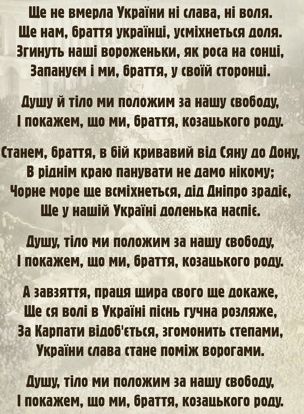 Ще не вмерла України ні слава, ні воля.
Ще нам, браття українці, усміхнеться доля.
Згинуть наші вороженьки, як роса на сонці,
Запануєм і ми, браття, у своїй сторонці.
Душу й тіло ми положим за нашу свободу,
І покажем, що ми, браття, козацького роду.
Станем, браття, в бій кривавий від Сяну до Дону,
В ріднім краю панувати не дамо нікому;
Чорне море ще всміхнеться, дід Дніпро зрадіє,
Ще у нашій Україні доленька наспіє.
Душу, тіло ми положим за нашу свободу,
І покажем, що ми, браття, козацького роду.
А завзяття, праця щира свого ще докаже,
Ще ся волі в Україні піснь гучна розляже,
За Карпати відоб'ється, згомонить степами,
України слава стане поміж ворогами.
Душу, тіло ми положим за нашу свободу,
І покажем, що ми, браття, козацького роду.